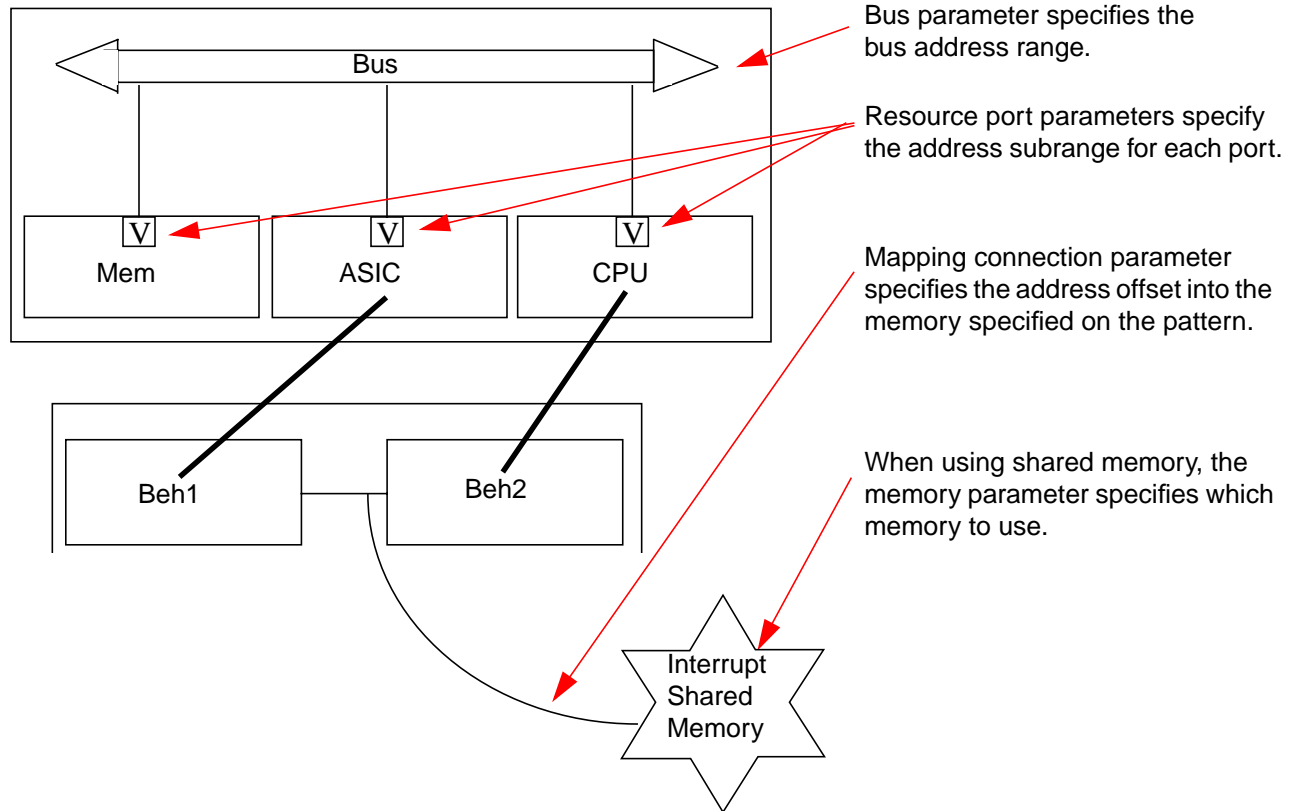 Bus parameter specifies the
bus address range.
Bus
Resource port parameters specify
the address subrange for each port.
V
V
V
Mem
ASIC
CPU
Mapping connection parameter
specifies the address offset into the
memory specified on the pattern.
When using shared memory, the
memory parameter specifies which
memory to use.
Beh1
Beh2
Interrupt
Shared
Memory